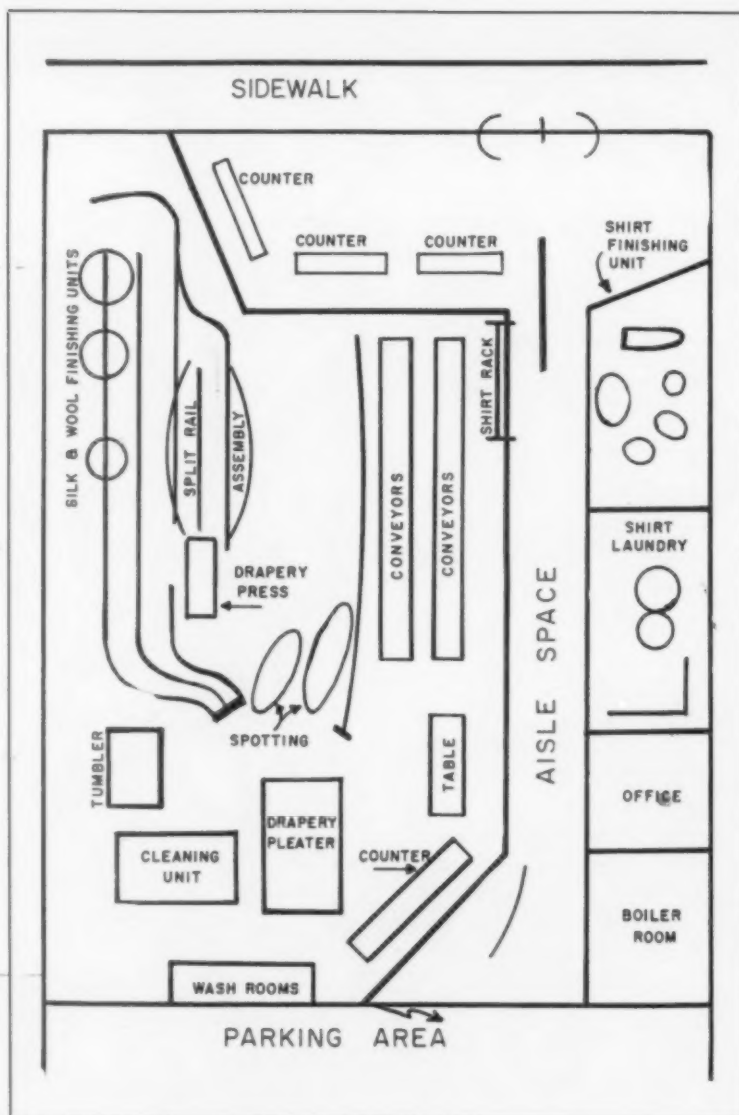 SIDEWALK
COUNTER
COUNTER
COUNTER
SHIRT
FINISHING
UNIT
SILK & WOOL FINISHING UNITS
SPLIT RAIL
ASSEMBLY
SHIRT RACK
CONVEYORS
CONVEYORS
DRAPERY
PRESS
SHIRT
LAUNDRY
AISLE SPACE
SPOTTING
TUMBLER
TABLE
OFFICE
DRAPERY
PLEATER
CLEANING
UNIT
COUNTER
BOILER
ROOM
WASH ROOMS
PARKING AREA